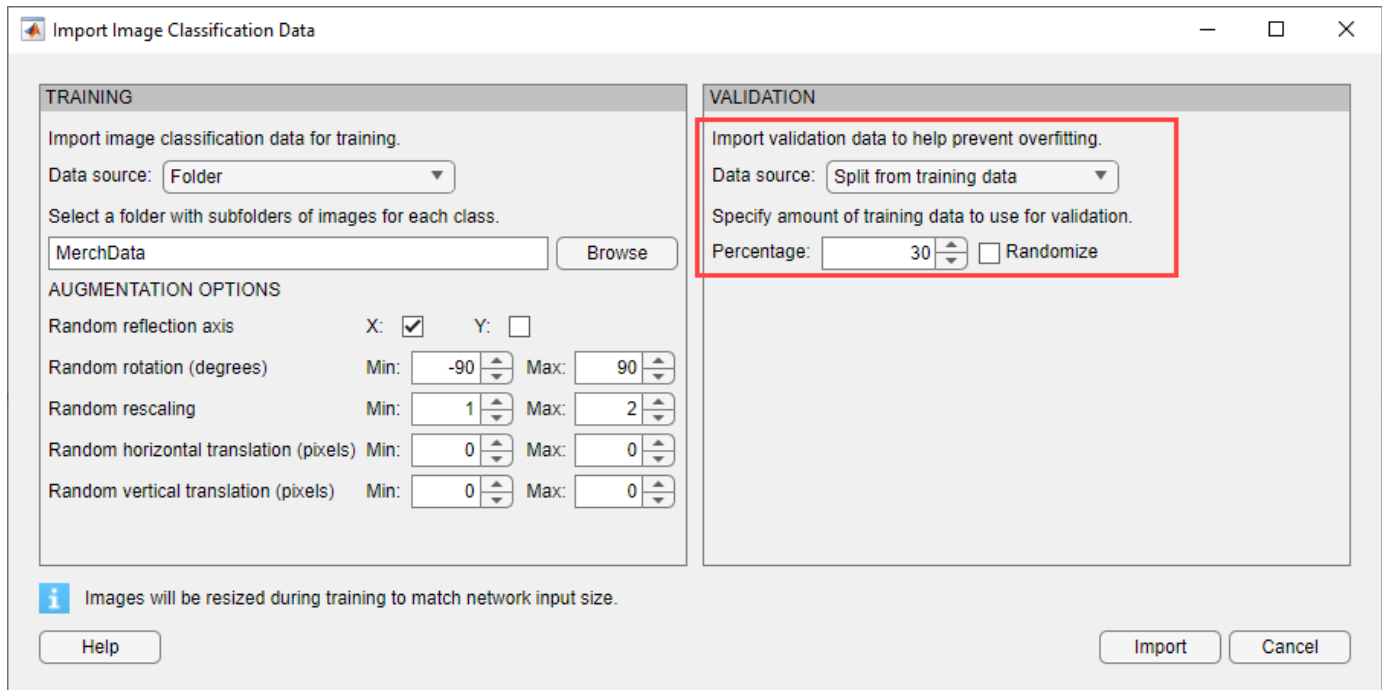 Import Image Classification Data
TRAINING
Import image classification data for training.
Data source: Folder
Select a folder with subfolders of images for each class.
MerchData Browse
AUGMENTATION OPTIONS
Random reflection axis X: Y:
Random rotation (degrees) Min: -90 Max: 90
Random rescaling Min: 1 Max: 2
Random horizontal translation (pixels) Min: 0 Max: 0
Random vertical translation (pixels) Min: 0 Max: 0
VALIDATION
Import validation data to help prevent overfitting.
Data source: Split from training data
Specify amount of training data to use for validation.
Percentage: 30 Randomize
i Images will be resized during training to match network input size.
Help Import Cancel